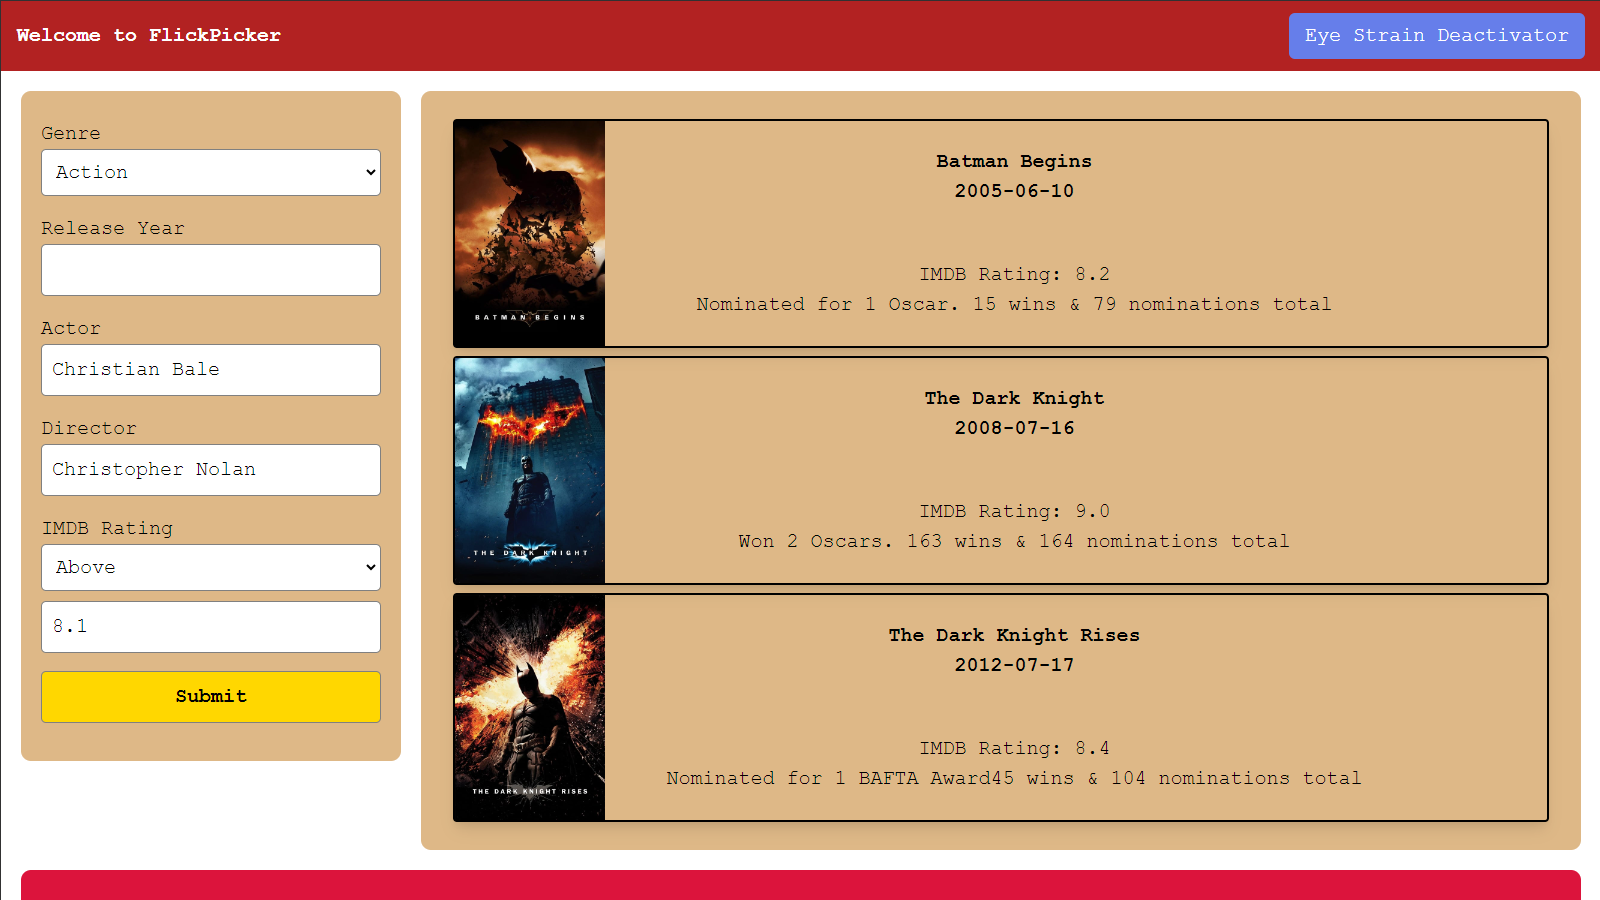 Welcome to FlickPicker
Eye Strain Deactivator
Genre
Action
Release Year
Actor
Christian Bale
Director
Christopher Nolan
IMDB Rating
Above
8.1
Submit
BATMAN BEGINS
Batman Begins
2005-06-10
IMDB Rating: 8.2
Nominated for 1 Oscar. 15 wins & 79 nominations total
THE DARK KNIGHT
The Dark Knight
2008-07-16
IMDB Rating: 9.0
Won 2 Oscars. 163 wins & 164 nominations total
THE DARK KNIGHT RISES
The Dark Knight Rises
2012-07-17
IMDB Rating: 8.4
Nominated for 1 BAFTA Award45 wins & 104 nominations total